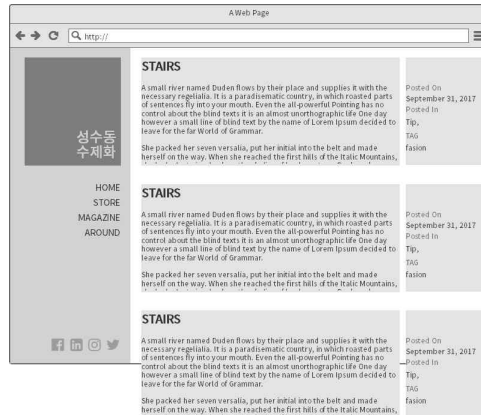 A Web Page
http://
성수동
수제화
HOME
STORE
MAGAZINE
AROUND
STAIRS
A small river named Duden flows by their place and supplies it with the
necessary regelialia. It is a paradisematic country, in which roasted parts
of sentences fly into your mouth. Even the all-powerful Pointing has no
control about the blind texts it is an almost unorthographic life One day
however a small line of blind text by the name of Lorem Ipsum decided to
leave for the far World of Grammar.
She packed her seven versalia, put her initial into the belt and made
herself on the way. When she reached the first hills of the Italic Mountains,
Posted On
September 31, 2017
Posted In
Tip,
TAG
fasion
STAIRS
A small river named Duden flows by their place and supplies it with the
necessary regelialia. It is a paradisematic country, in which roasted parts
of sentences fly into your mouth. Even the all-powerful Pointing has no
control about the blind texts it is an almost unorthographic life One day
however a small line of blind text by the name of Lorem Ipsum decided to
leave for the far World of Grammar.
She packed her seven versalia, put her initial into the belt and made
herself on the way. When she reached the first hills of the Italic Mountains,
Posted On
September 31, 2017
Posted In
Tip,
TAG
fasion
STAIRS
A small river named Duden flows by their place and supplies it with the
necessary regelialia. It is a paradisematic country, in which roasted parts
of sentences fly into your mouth. Even the all-powerful Pointing has no
control about the blind texts it is an almost unorthographic life One day
however a small line of blind text by the name of Lorem Ipsum decided to
leave for the far World of Grammar.
She packed her seven versalia, put her initial into the belt and made
herself on the way. When she reached the first hills of the Italic Mountains,
Posted On
September 31, 2017
Posted In
Tip,
TAG
fasion